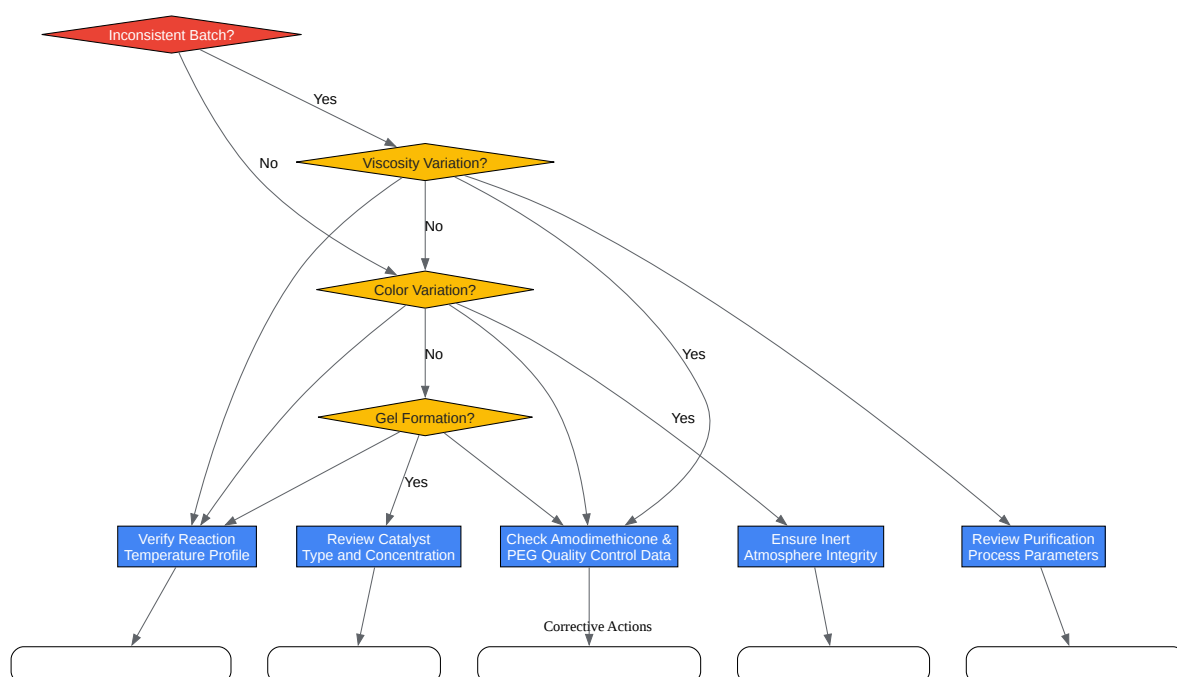 Inconsistent Batch?
Yes
No
Viscosity Variation?
No
Color Variation?
No
Yes
Gel Formation?
Yes
Yes
Verify Reaction
Temperature Profile
Review Catalyst
Type and Concentration
Check Amodimethicone &
PEG Quality Control Data
Ensure Inert
Atmosphere Integrity
Review Purification
Process Parameters
Corrective Actions